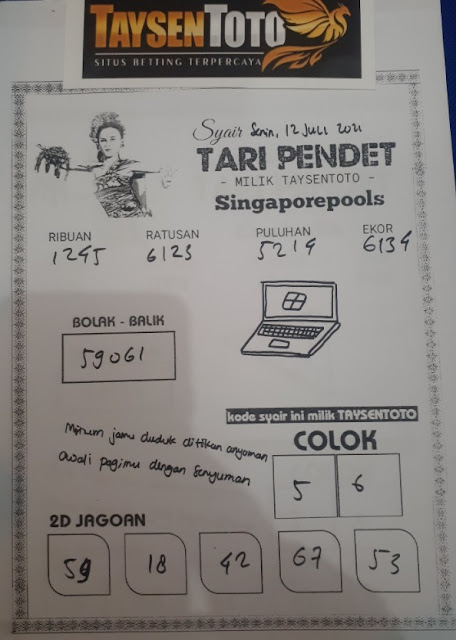 TAYSENTOTO
SITUS BETTING TERPERCAYA
Syair Senin, 12 Juli 2021
TARI PENDET
- MILIK TAYSENTOTO -
Singaporepools
RIBUAN RATUSAN PULUHAN EKOR
1245 6123 5214 6134
BOLAK - BALIK
59061
kode syair ini milik TAYSENTOTO
Minum jamu duduk ditikan anyaman
awali pagimu dengan senyuman
COLOK
5 6
2D JAGOAN
59 18 42 67 53